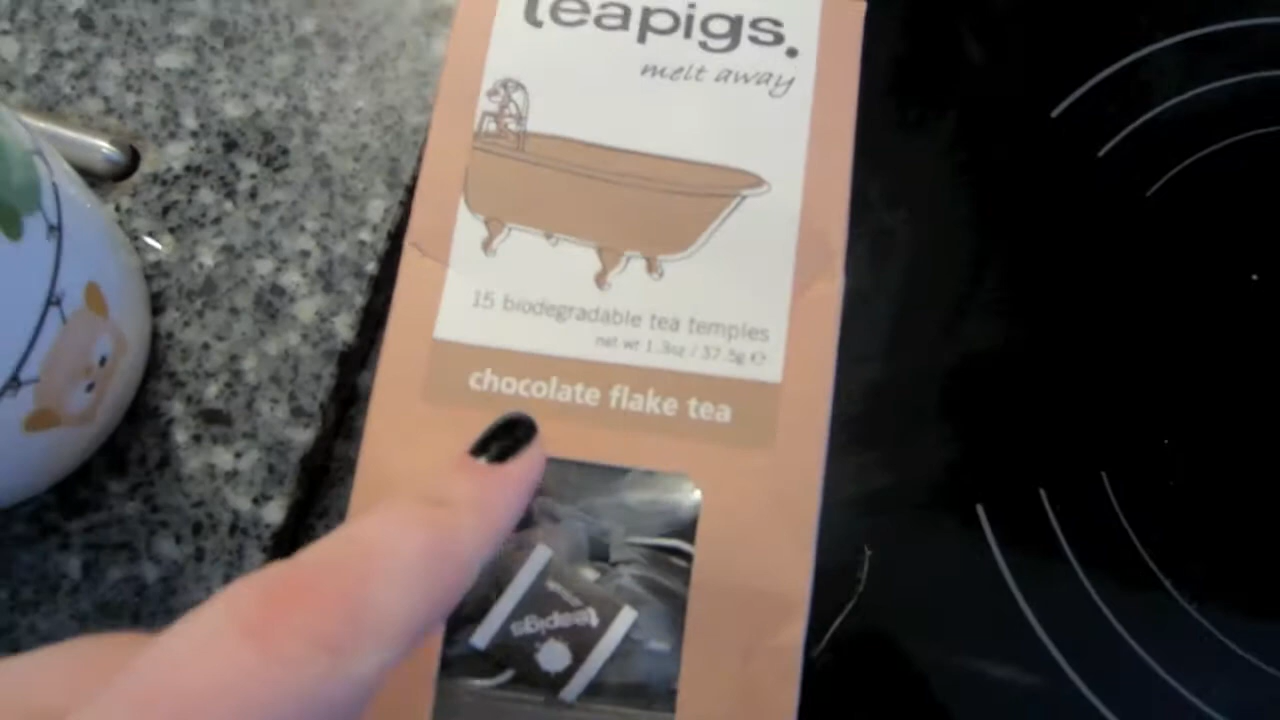 teapigs.
melt away
15 biodegradable tea temples
net wt 1.3oz / 37.5g ℮
chocolate flake tea
teapigs